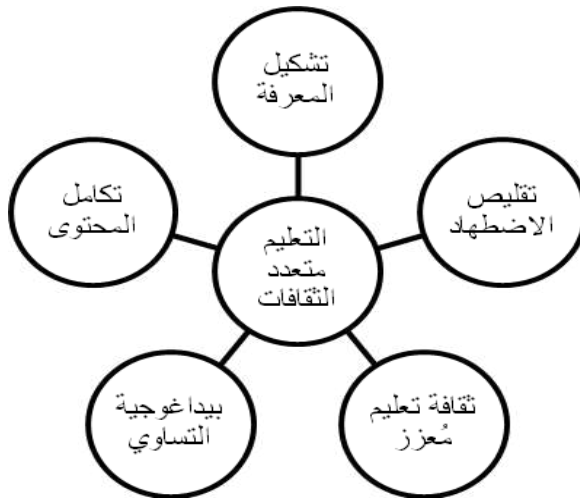 تشكيل
المعرفة
تقليص
الاضطهاد
تكامل
المحتوى
التعليم
متعدد
الثقافات
ثقافة تعليم
مُعزز
بيداغوجية
التساوي